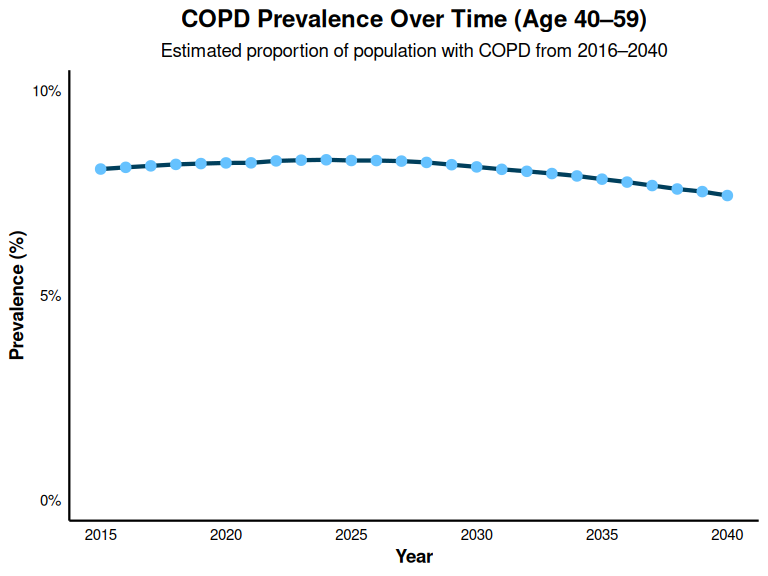 COPD Prevalence Over Time (Age 40–59)
Estimated proportion of population with COPD from 2016–2040
10%
5%
0%
Prevalence (%)
2015 2020 2025 2030 2035 2040
Year